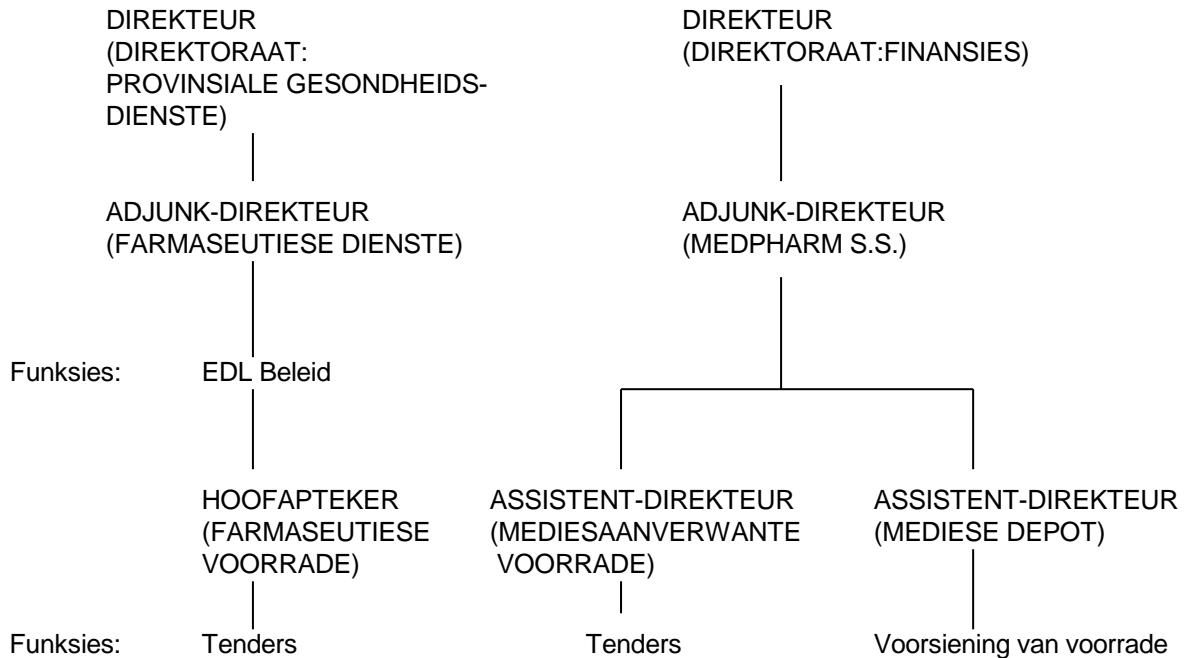 DIREKTEUR
(DIREKTORAAT:
PROVINSIALE GESONDHEIDS-
DIENSTE)
DIREKTEUR
(DIREKTORAAT:FINANSIES)
ADJUNK-DIREKTEUR
(FARMASEUTIESE DIENSTE)
ADJUNK-DIREKTEUR
(MEDPHARM S.S.)
Funksies: EDL Beleid
HOOFAPTEKER
(FARMASEUTIESE
VOORRADE)
ASSISTENT-DIREKTEUR
(MEDIESAANVERWANTE
VOORRADE)
ASSISTENT-DIREKTEUR
(MEDIESE DEPOT)
Funksies: Tenders Tenders Voorsiening van voorrade